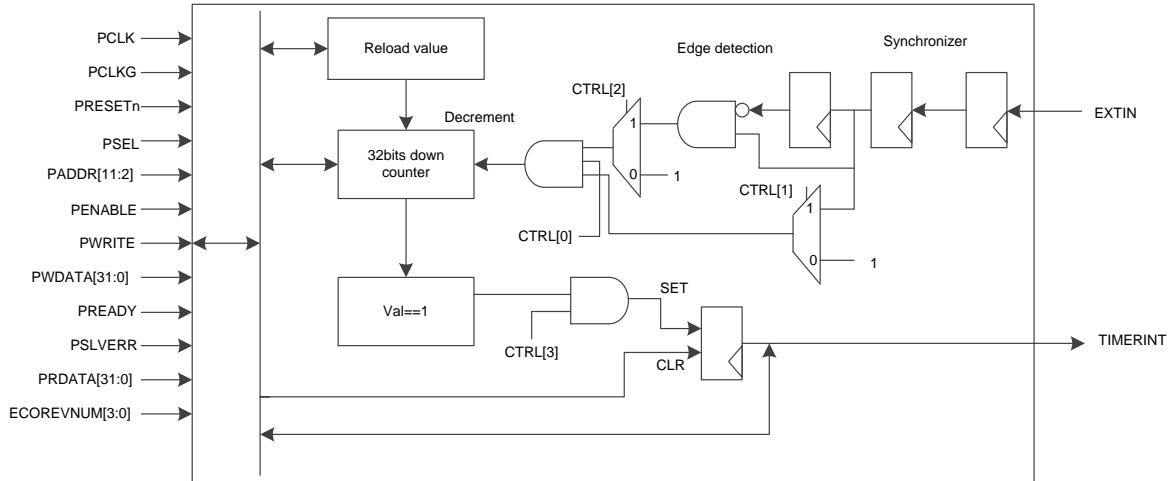 PCLK
PCLKG
PRESETn
PSEL
PADDR[11:2]
PENABLE
PWRITE
PWDATA[31:0]
PREADY
PSLVERR
PRDATA[31:0]
ECOREVNUM[3:0]
Reload value
Edge detection
Synchronizer
CTRL[2]
Decrement
1
EXTIN
32bits down
counter
0
1
CTRL[1]
1
CTRL[0]
0
1
Val==1
SET
CTRL[3]
CLR
TIMERINT